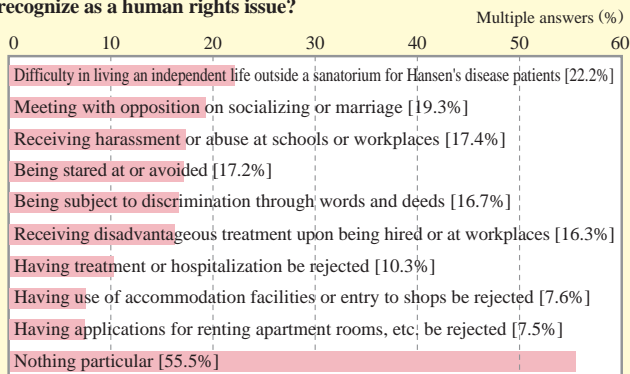 recognize as a human rights issue?
Multiple answers (%)
0 10 20 30 40 50 60
Difficulty in living an independent life outside a sanatorium for Hansen's disease patients [22.2%]
Meeting with opposition on socializing or marriage [19.3%]
Receiving harassment or abuse at schools or workplaces [17.4%]
Being stared at or avoided [17.2%]
Being subject to discrimination through words and deeds [16.7%]
Receiving disadvantageous treatment upon being hired or at workplaces [16.3%]
Having treatment or hospitalization be rejected [10.3%]
Having use of accommodation facilities or entry to shops be rejected [7.6%]
Having applications for renting apartment rooms, etc. be rejected [7.5%]
Nothing particular [55.5%]